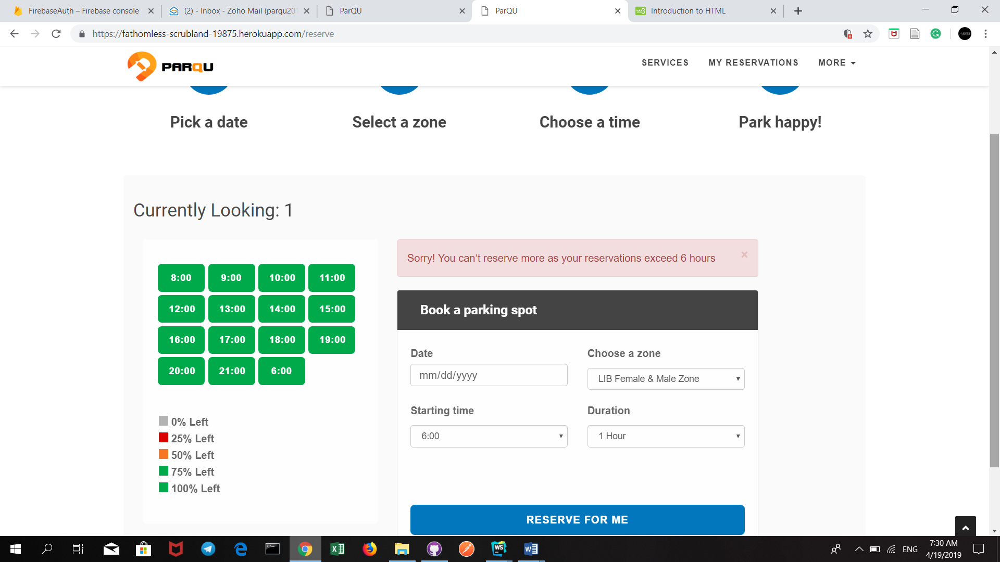 FirebaseAuth – Firebase console
(2) - Inbox - Zoho Mail (parqu20
ParQU
ParQU
Introduction to HTML
https://fathomless-scrubland-19875.herokuapp.com/reserve
PARQU
SERVICES
MY RESERVATIONS
MORE
Pick a date
Select a zone
Choose a time
Park happy!
Currently Looking: 1
8:00 9:00 10:00 11:00
12:00 13:00 14:00 15:00
16:00 17:00 18:00 19:00
20:00 21:00 6:00
0% Left
25% Left
50% Left
75% Left
100% Left
Sorry! You can’t reserve more as your reservations exceed 6 hours
×
Book a parking spot
Date
mm/dd/yyyy
Choose a zone
LIB Female & Male Zone
Starting time
6:00
Duration
1 Hour
RESERVE FOR ME
ENG
7:30 AM
4/19/2019